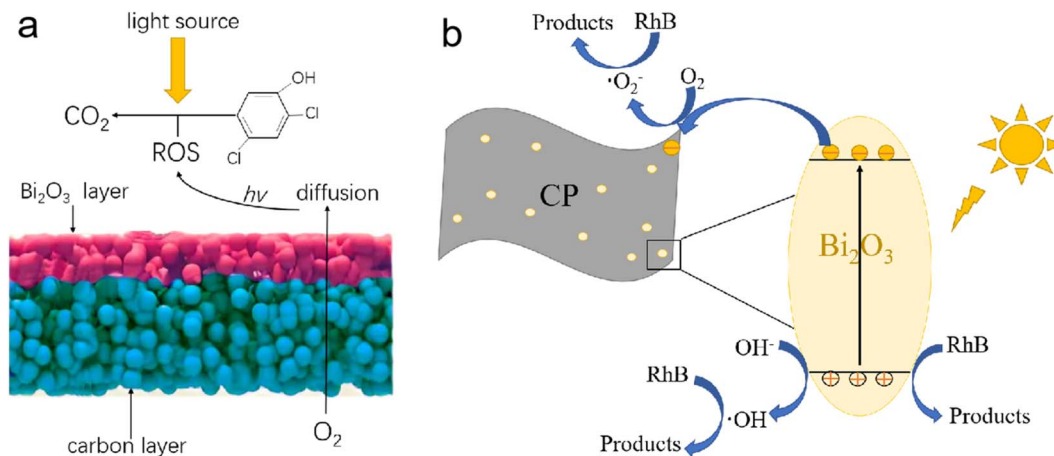 a
light source
CO₂
OH
Cl
Cl
ROS
hv
diffusion
Bi₂O₃ layer
carbon layer
O₂
b
Products
RhB
·O₂⁻
O₂
CP
Bi₂O₃
OH⁻
RhB
RhB
·OH
Products
Products